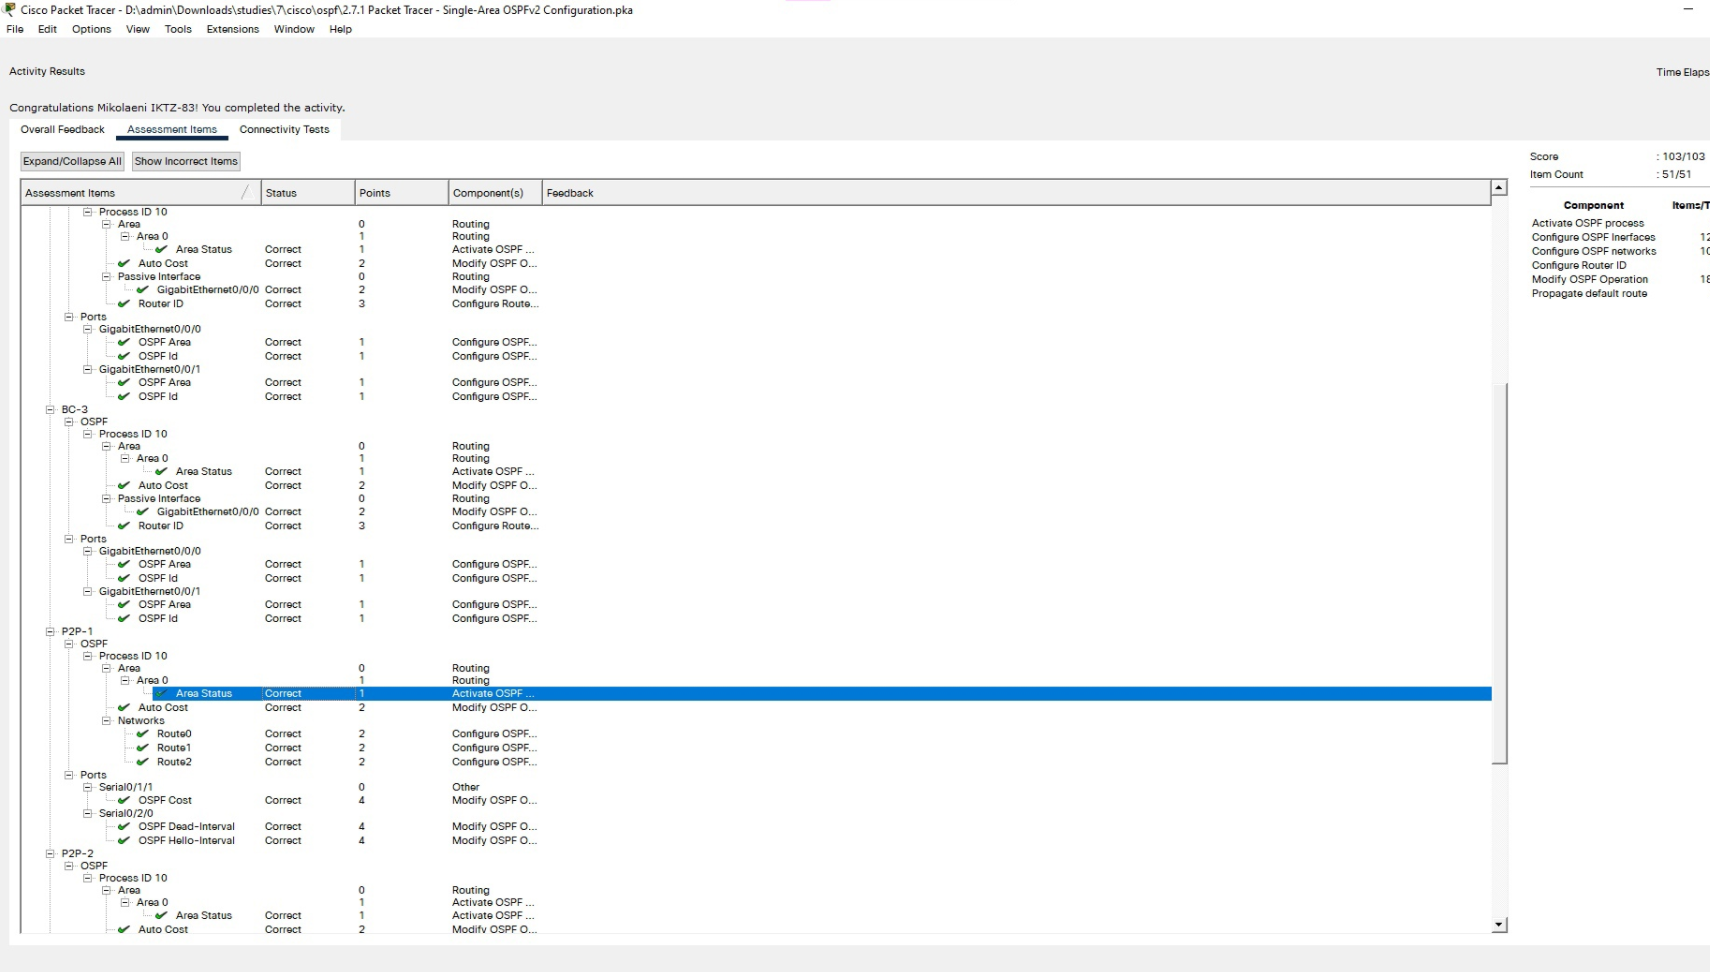 Cisco Packet Tracer - D:\admin\Downloads\studies\7\cisco\ospf\2.7.1 Packet Tracer - Single-Area OSPFv2 Configuration.pka
File Edit Options View Tools Extensions Window Help
Activity Results
Time Elaps
Congratulations Mikolaeni IKTZ-83! You completed the activity.
Overall Feedback Assessment Items Connectivity Tests
Expand/Collapse All Show Incorrect Items
Assessment Items Status Points Component(s) Feedback
Process ID 10
Area 0 Routing
Area 0 1 Routing
Area Status Correct 1 Activate OSPF ...
Auto Cost Correct 2 Modify OSPF O...
Passive Interface 0 Routing
GigabitEthernet0/0/0 Correct 2 Modify OSPF O...
Router ID Correct 3 Configure Route...
Ports
GigabitEthernet0/0/0
OSPF Area Correct 1 Configure OSPF...
OSPF Id Correct 1 Configure OSPF...
GigabitEthernet0/0/1
OSPF Area Correct 1 Configure OSPF...
OSPF Id Correct 1 Configure OSPF...
BC-3
OSPF
Process ID 10
Area 0 Routing
Area 0 1 Routing
Area Status Correct 1 Activate OSPF ...
Auto Cost Correct 2 Modify OSPF O...
Passive Interface 0 Routing
GigabitEthernet0/0/0 Correct 2 Modify OSPF O...
Router ID Correct 3 Configure Route...
Ports
GigabitEthernet0/0/0
OSPF Area Correct 1 Configure OSPF...
OSPF Id Correct 1 Configure OSPF...
GigabitEthernet0/0/1
OSPF Area Correct 1 Configure OSPF...
OSPF Id Correct 1 Configure OSPF...
P2P-1
OSPF
Process ID 10
Area 0 Routing
Area 0 1 Routing
Area Status Correct 1 Activate OSPF ...
Auto Cost Correct 2 Modify OSPF O...
Networks
Route0 Correct 2 Configure OSPF...
Route1 Correct 2 Configure OSPF...
Route2 Correct 2 Configure OSPF...
Ports
Serial0/1/1 0 Other
OSPF Cost Correct 4 Modify OSPF O...
Serial0/2/0
OSPF Dead-Interval Correct 4 Modify OSPF O...
OSPF Hello-Interval Correct 4 Modify OSPF O...
P2P-2
OSPF
Process ID 10
Area 0 Routing
Area 0 1 Activate OSPF ...
Area Status Correct 1 Activate OSPF ...
Auto Cost Correct 2 Modify OSPF O...
Score : 103/103
Item Count : 51/51
Component Items/T
Activate OSPF process
Configure OSPF Inerfaces 12
Configure OSPF networks 10
Configure Router ID
Modify OSPF Operation 18
Propagate default route